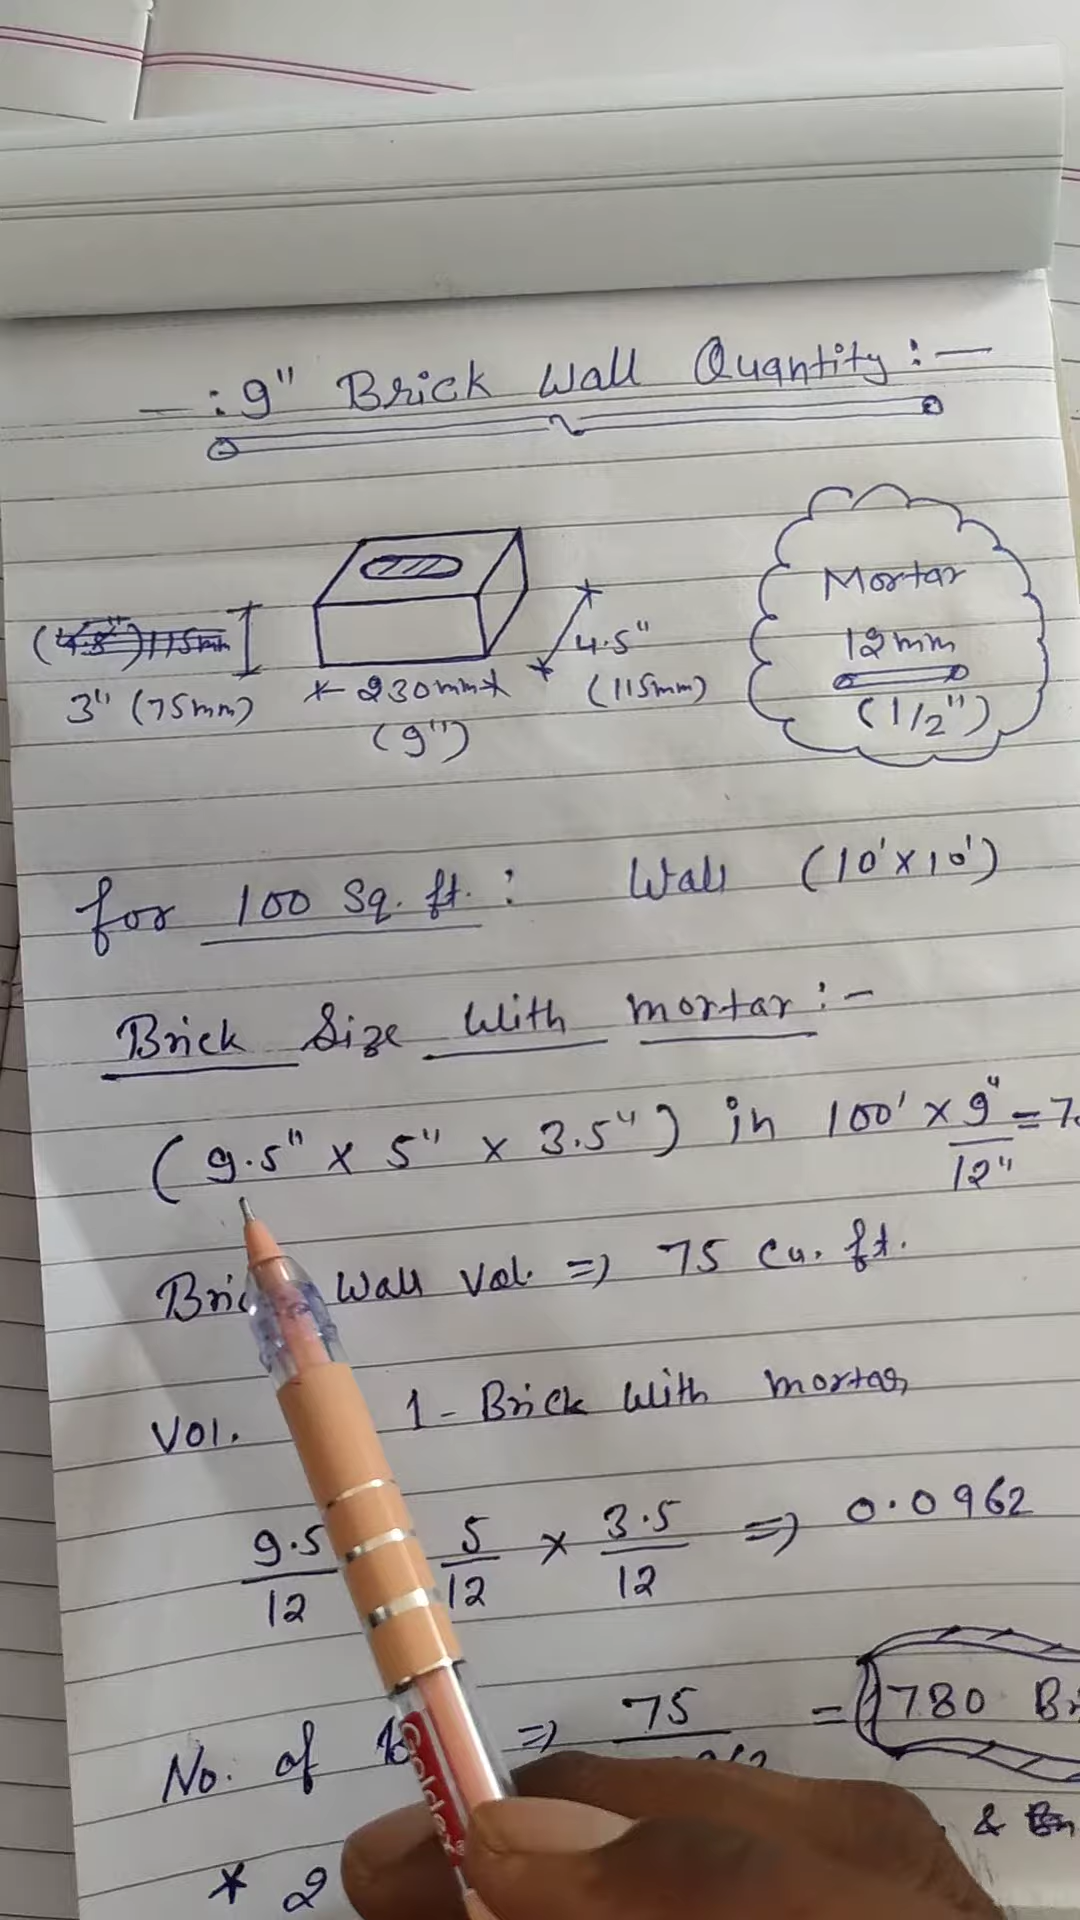 -: 9" Brick Wall Quantity :-
Mortar
12mm
(1/2")
4.5"
(115mm)
3" (75mm)
230mm
(9")
for 100 Sq. ft. : Wall (10'x10')
Brick Size With mortar :-
(9.5" x 5" x 3.5") in 100' x 9"/12" = 7
Wall Vol. => 75 Cu. ft.
Vol. 1 - Brick With mortar
9.5/12 5/12 x 3.5/12 => 0.0962
No. of => 75 = 780
&
* 2
Goldex